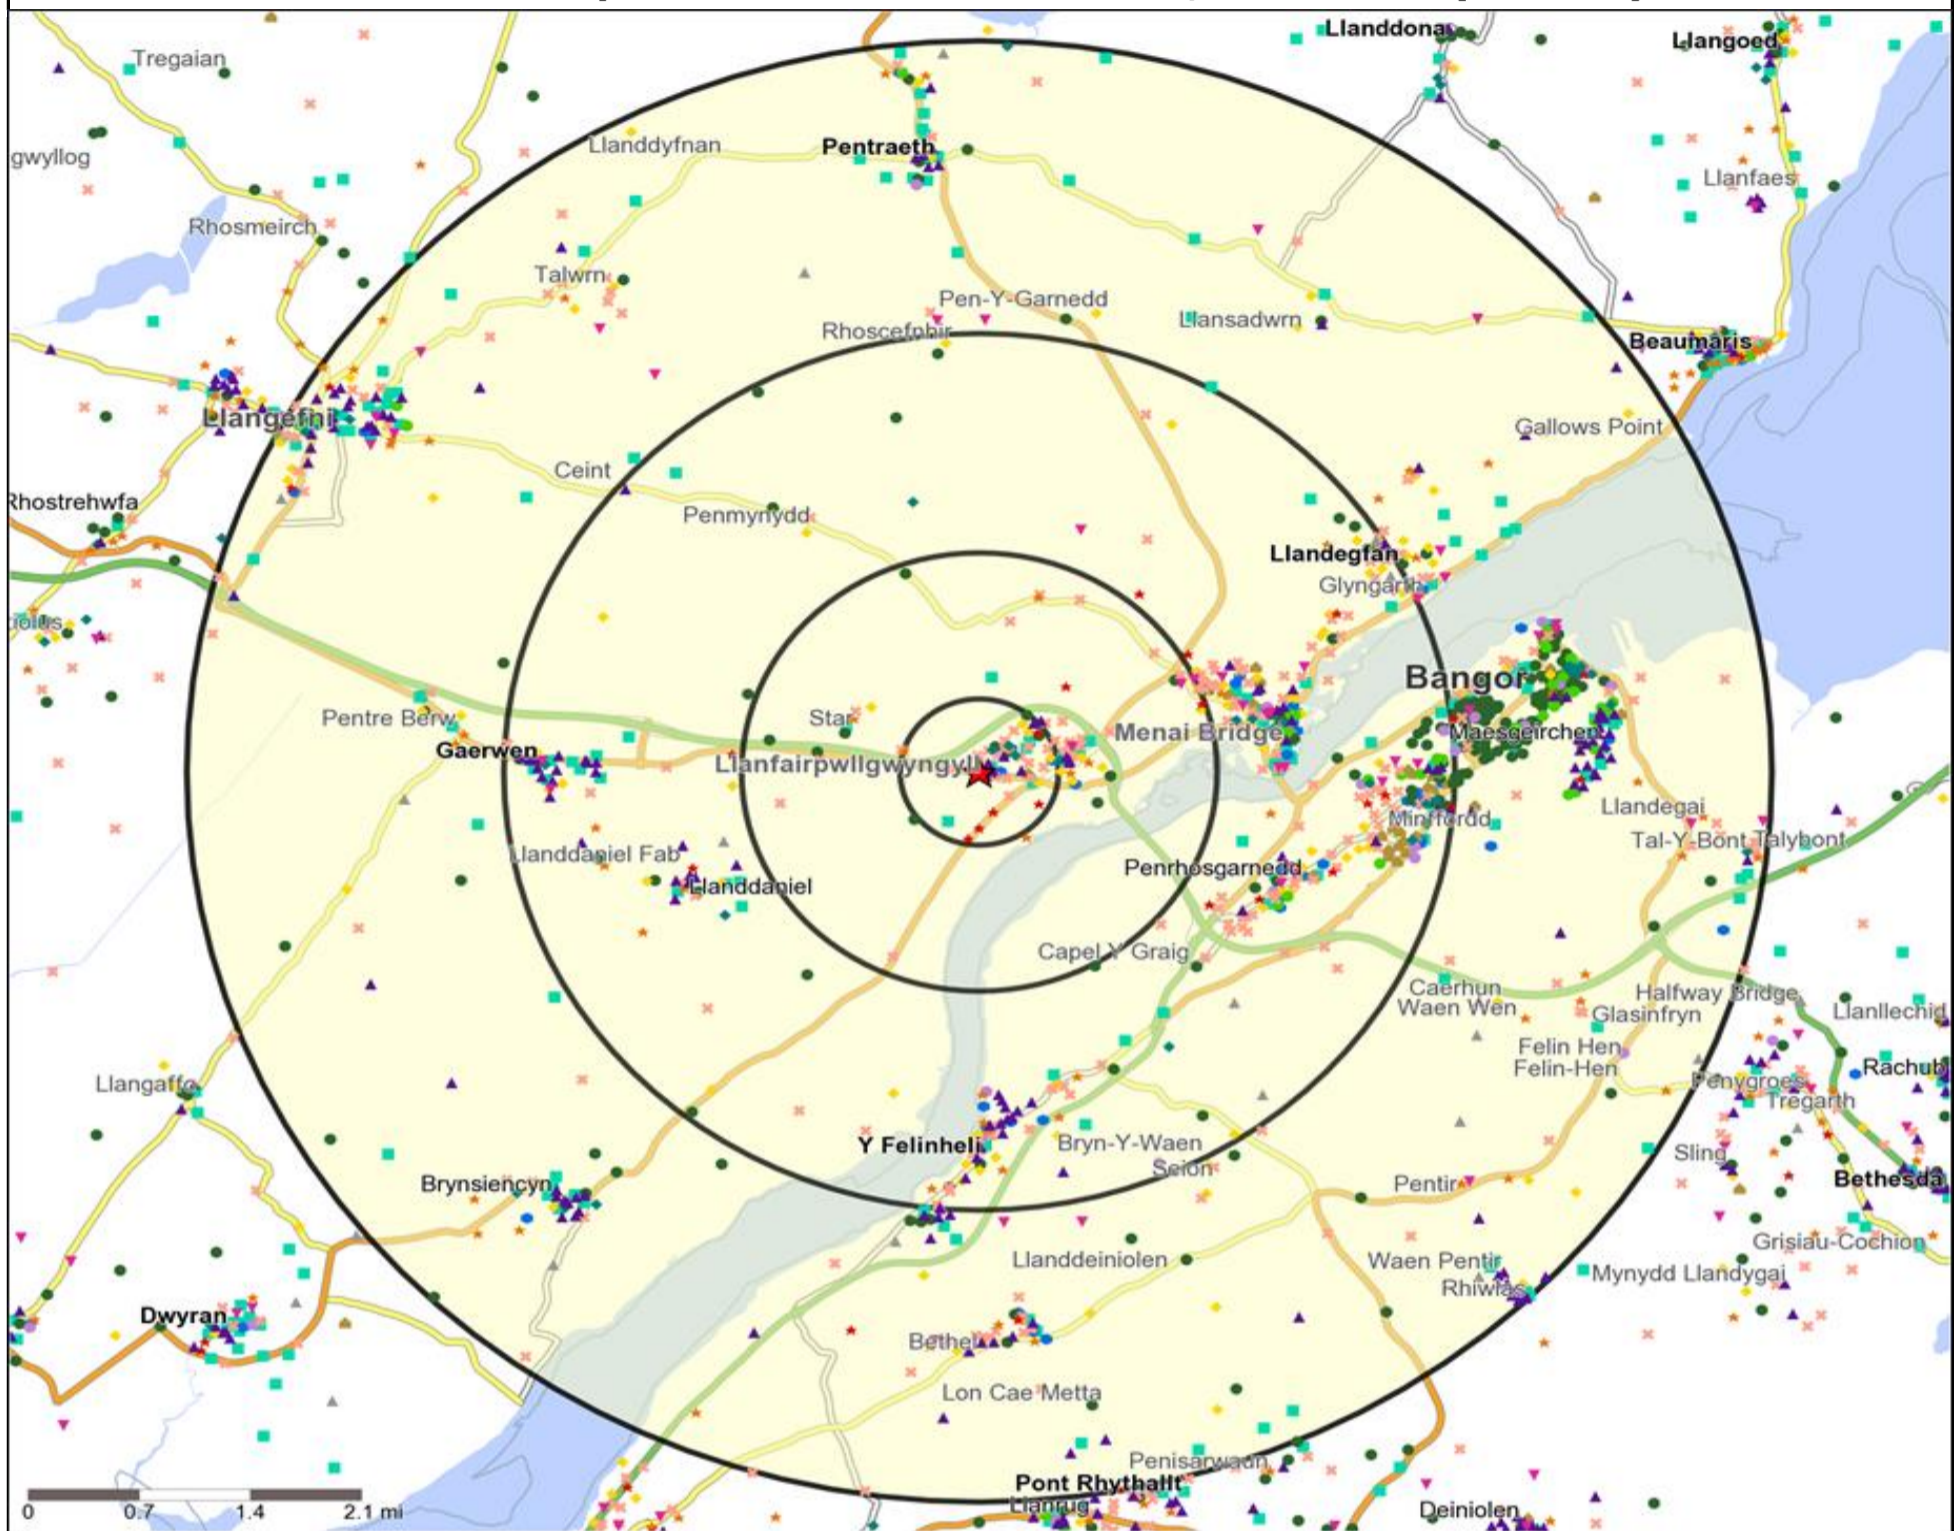 Llanddona
Llangoed
Tregaian
gwyllog
Llanddyfnan
Pentraeth
Llanfaes
Rhosmeirch
Talwrn
Pen-Y-Garnedd
Rhoscefnhir
Llansadwrn
Beaumaris
Llangefni
Gallows Point
Ceint
Rhostrehwfa
Penmynydd
Llandegfan
Glyngarth
Bangor
Star
Pentre Berw
Menai Bridge
Maesgeirchen
Gaerwen
Llanfairpwllgwyngyll
Llandegai
Minffordd
Tal-Y-Bont
Talybont
Llanddaniel Fab
Penrhosgarnedd
Llanddaniel
Capel Y Graig
Caerhun
Waen Wen
Halfway Bridge
Glasinfryn
Llanllechid
Felin Hen
Felin-Hen
Rachub
Llangaffo
Penygroes
Tregarth
Y Felinheli
Bryn-Y-Waen
Seion
Sling
Brynsiencyn
Pentir
Bethesda
Grisiau-Cochion
Llanddeiniolen
Waen Pentir
Mynydd Llandygai
Rhiwlas
Dwyran
Bethel
Lon Cae Metta
Penisarwaun
Pont Rhythallt
Llanrug
Deiniolen
0 0.7 1.4 2.1 mi